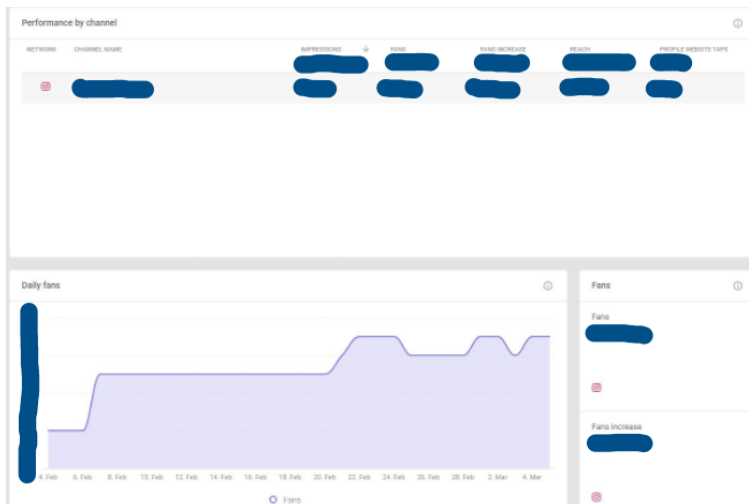 Performance by channel
NETWORK CHANNEL NAME IMPRESSIONS FANS FANS INCREASE REACH PROFILE WEBSITE TAPS
Daily fans
Fans
Fans
Fans increase
4. Feb 6. Feb 8. Feb 10. Feb 12. Feb 14. Feb 16. Feb 18. Feb 20. Feb 22. Feb 24. Feb 26. Feb 28. Feb 2. Mar 4. Mar
Fans